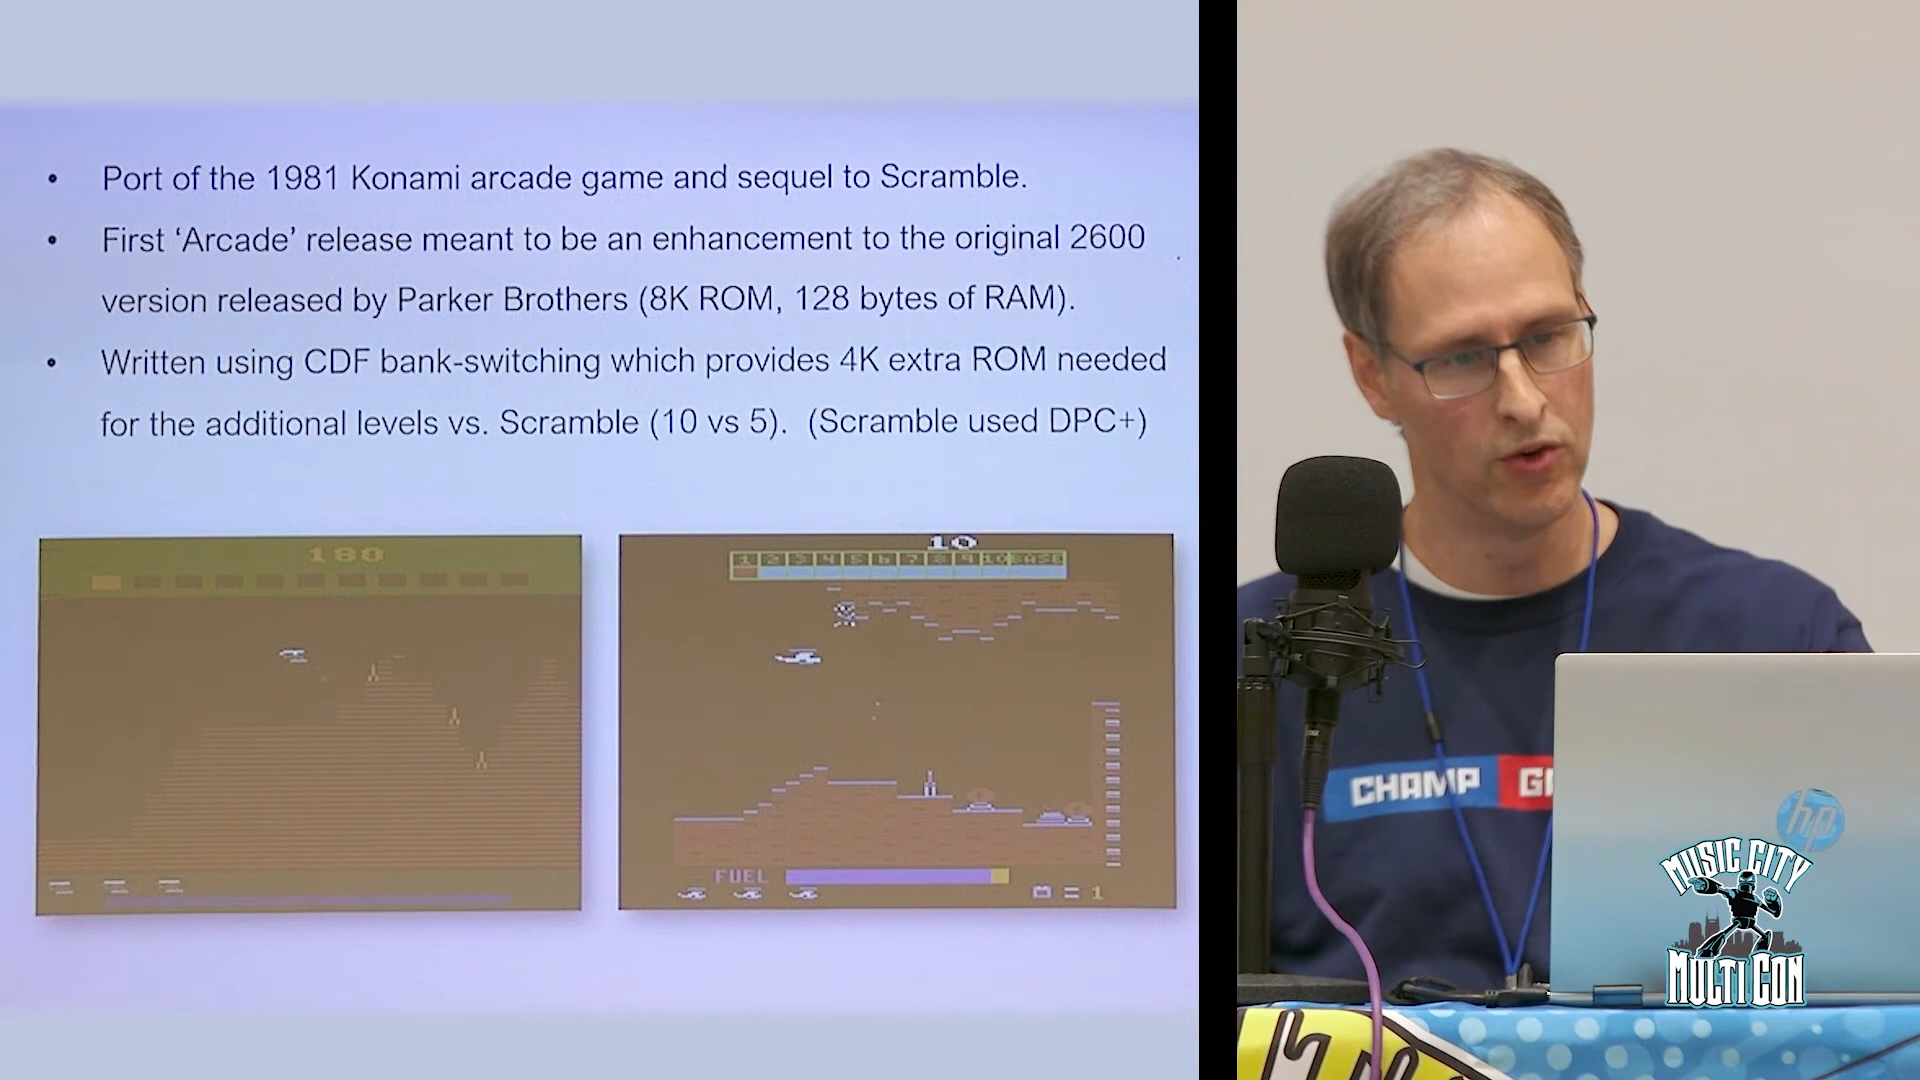 • Port of the 1981 Konami arcade game and sequel to Scramble.
• First ‘Arcade’ release meant to be an enhancement to the original 2600
version released by Parker Brothers (8K ROM, 128 bytes of RAM).
• Written using CDF bank-switching which provides 4K extra ROM needed
for the additional levels vs. Scramble (10 vs 5). (Scramble used DPC+)
180
10
1 2 3 4 5 6 7 8 9 10 BASE
FUEL
= 1
CHAMP G
hp
MUSIC CITY
MULTI CON